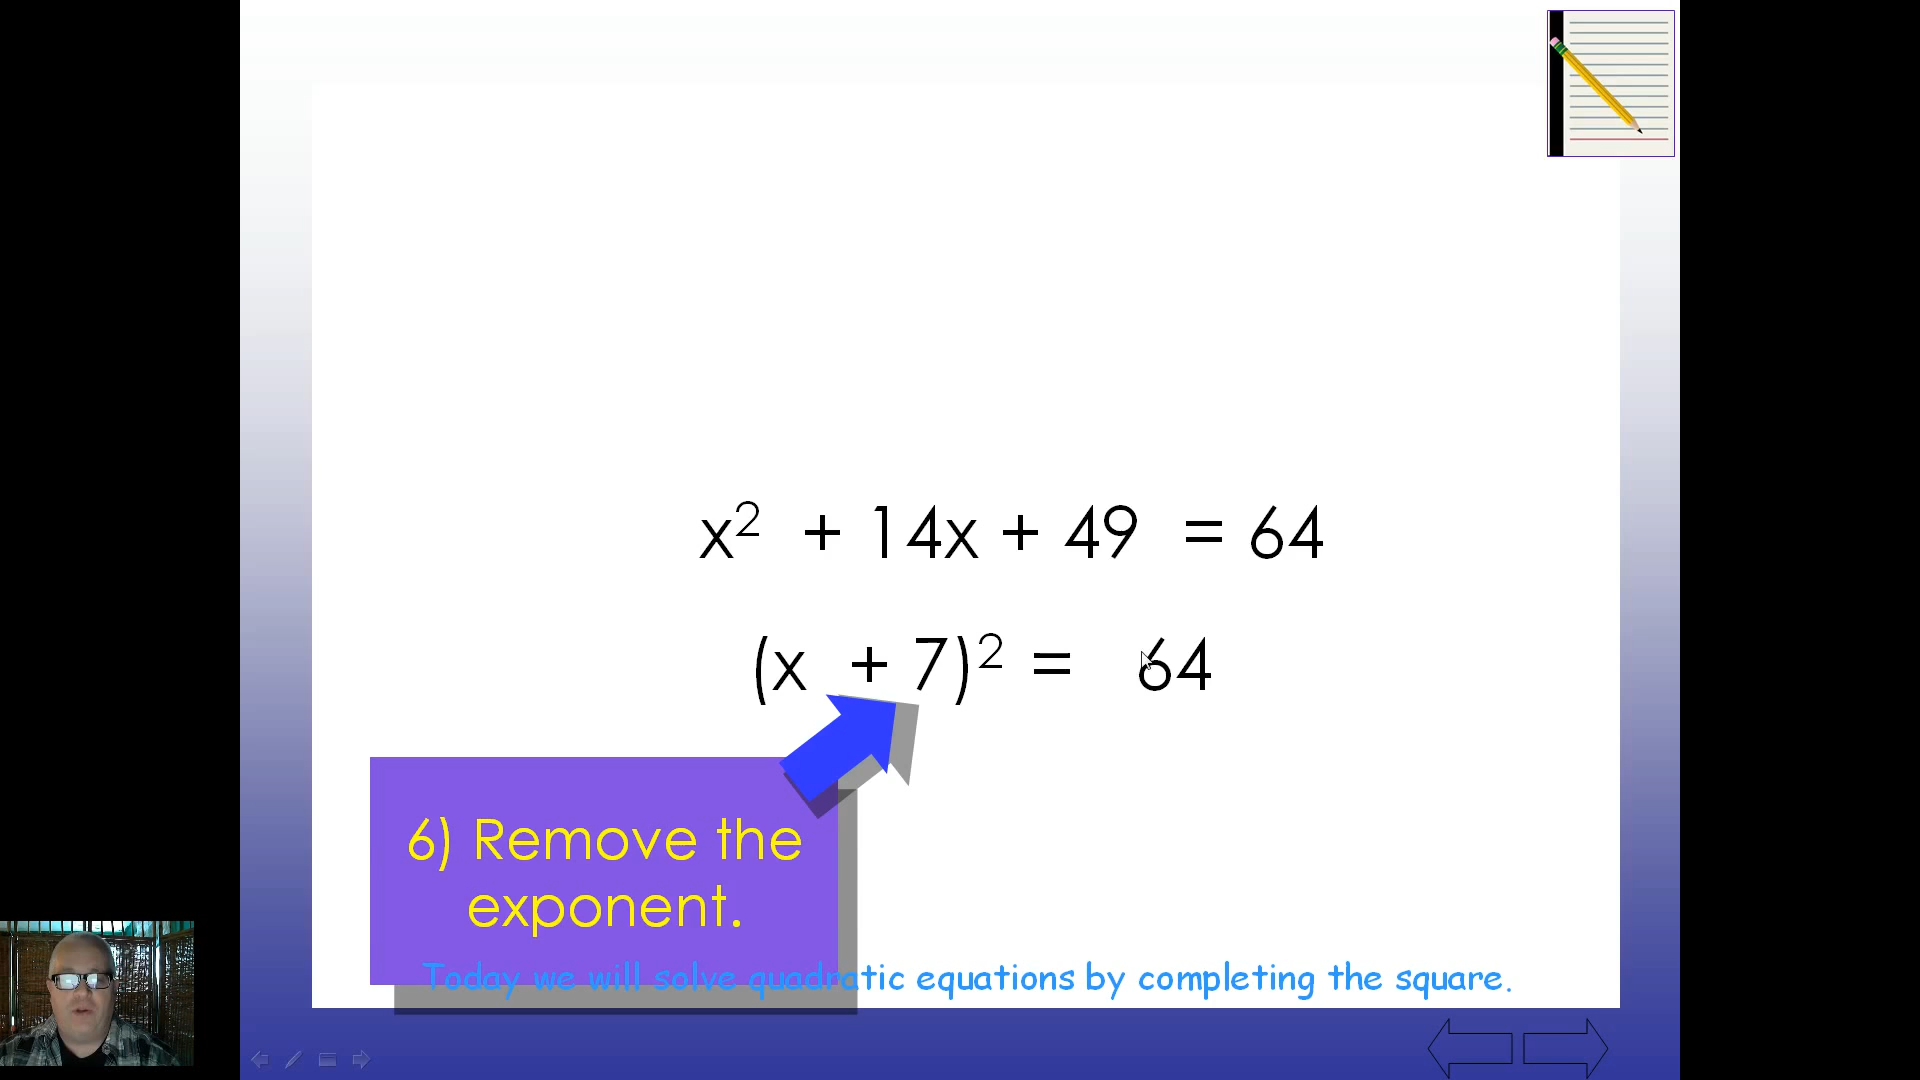 x² + 14x + 49 = 64
(x + 7)² = 64
6) Remove the
exponent.
Today we will solve quadratic equations by completing the square.